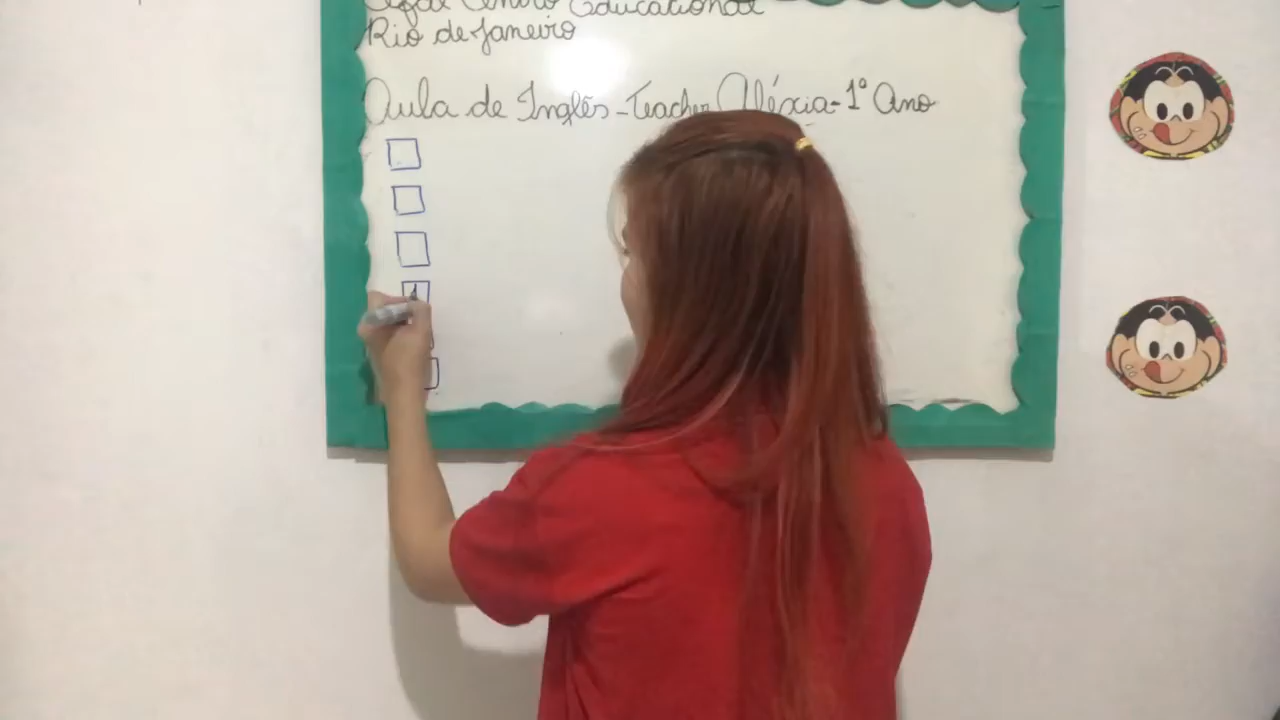 Centro Educacional
Rio de Janeiro
Aula de Inglês - Teacher Aléxia - 1º Ano